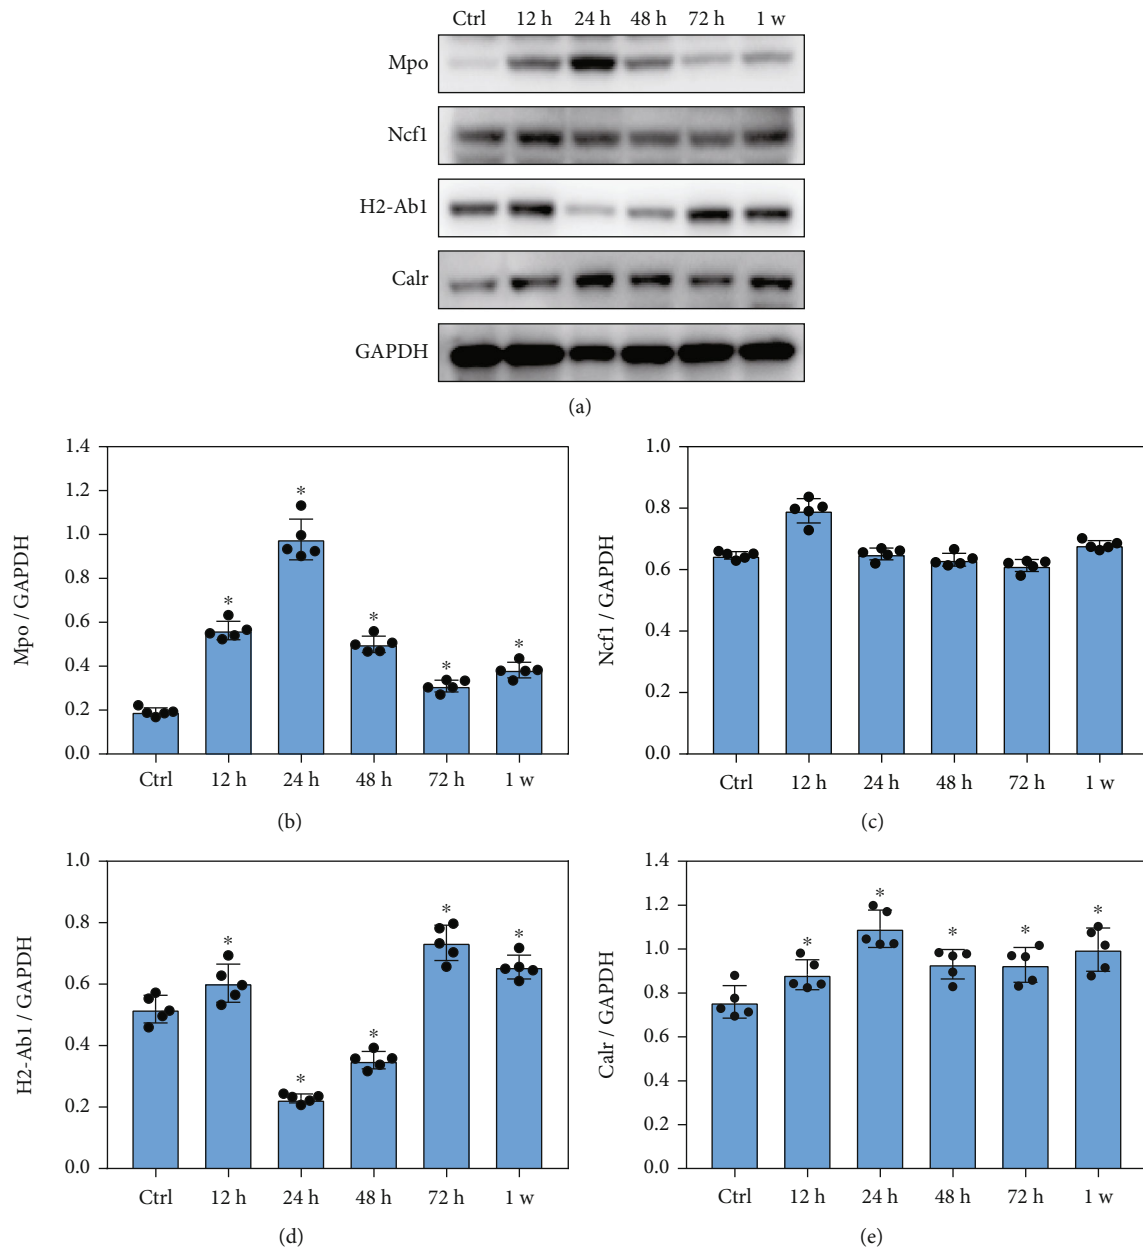 Ctrl 12 h 24 h 48 h 72 h 1 w
Mpo
Ncf1
H2-Ab1
Calr
GAPDH
(a)
Mpo / GAPDH
1.4
1.2
1.0
0.8
0.6
0.4
0.2
0.0
* * * * *
Ctrl 12 h 24 h 48 h 72 h 1 w
(b)
Ncf1 / GAPDH
1.0
0.8
0.6
0.4
0.2
0.0
Ctrl 12 h 24 h 48 h 72 h 1 w
(c)
H2-Ab1 / GAPDH
1.0
0.8
0.6
0.4
0.2
0.0
* * * * *
Ctrl 12 h 24 h 48 h 72 h 1 w
(d)
Calr / GAPDH
1.4
1.2
1.0
0.8
0.6
0.4
0.2
0.0
* * * * *
Ctrl 12 h 24 h 48 h 72 h 1 w
(e)